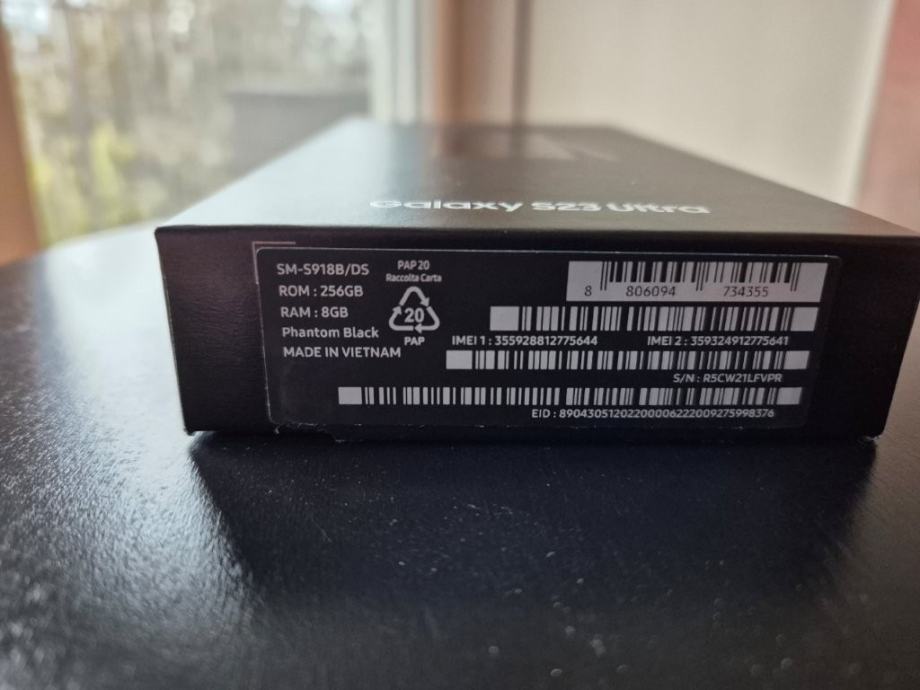 Galaxy S23 Ultra
SM-S918B/DS
ROM : 256GB
RAM : 8GB
Phantom Black
MADE IN VIETNAM
PAP 20
Raccolta Carta
20
PAP
8 806094 734355
IMEI 1 : 355928812775644
IMEI 2 : 359324912775641
S/N : R5CW21LFVPR
EID : 89043051202200006222009275998376